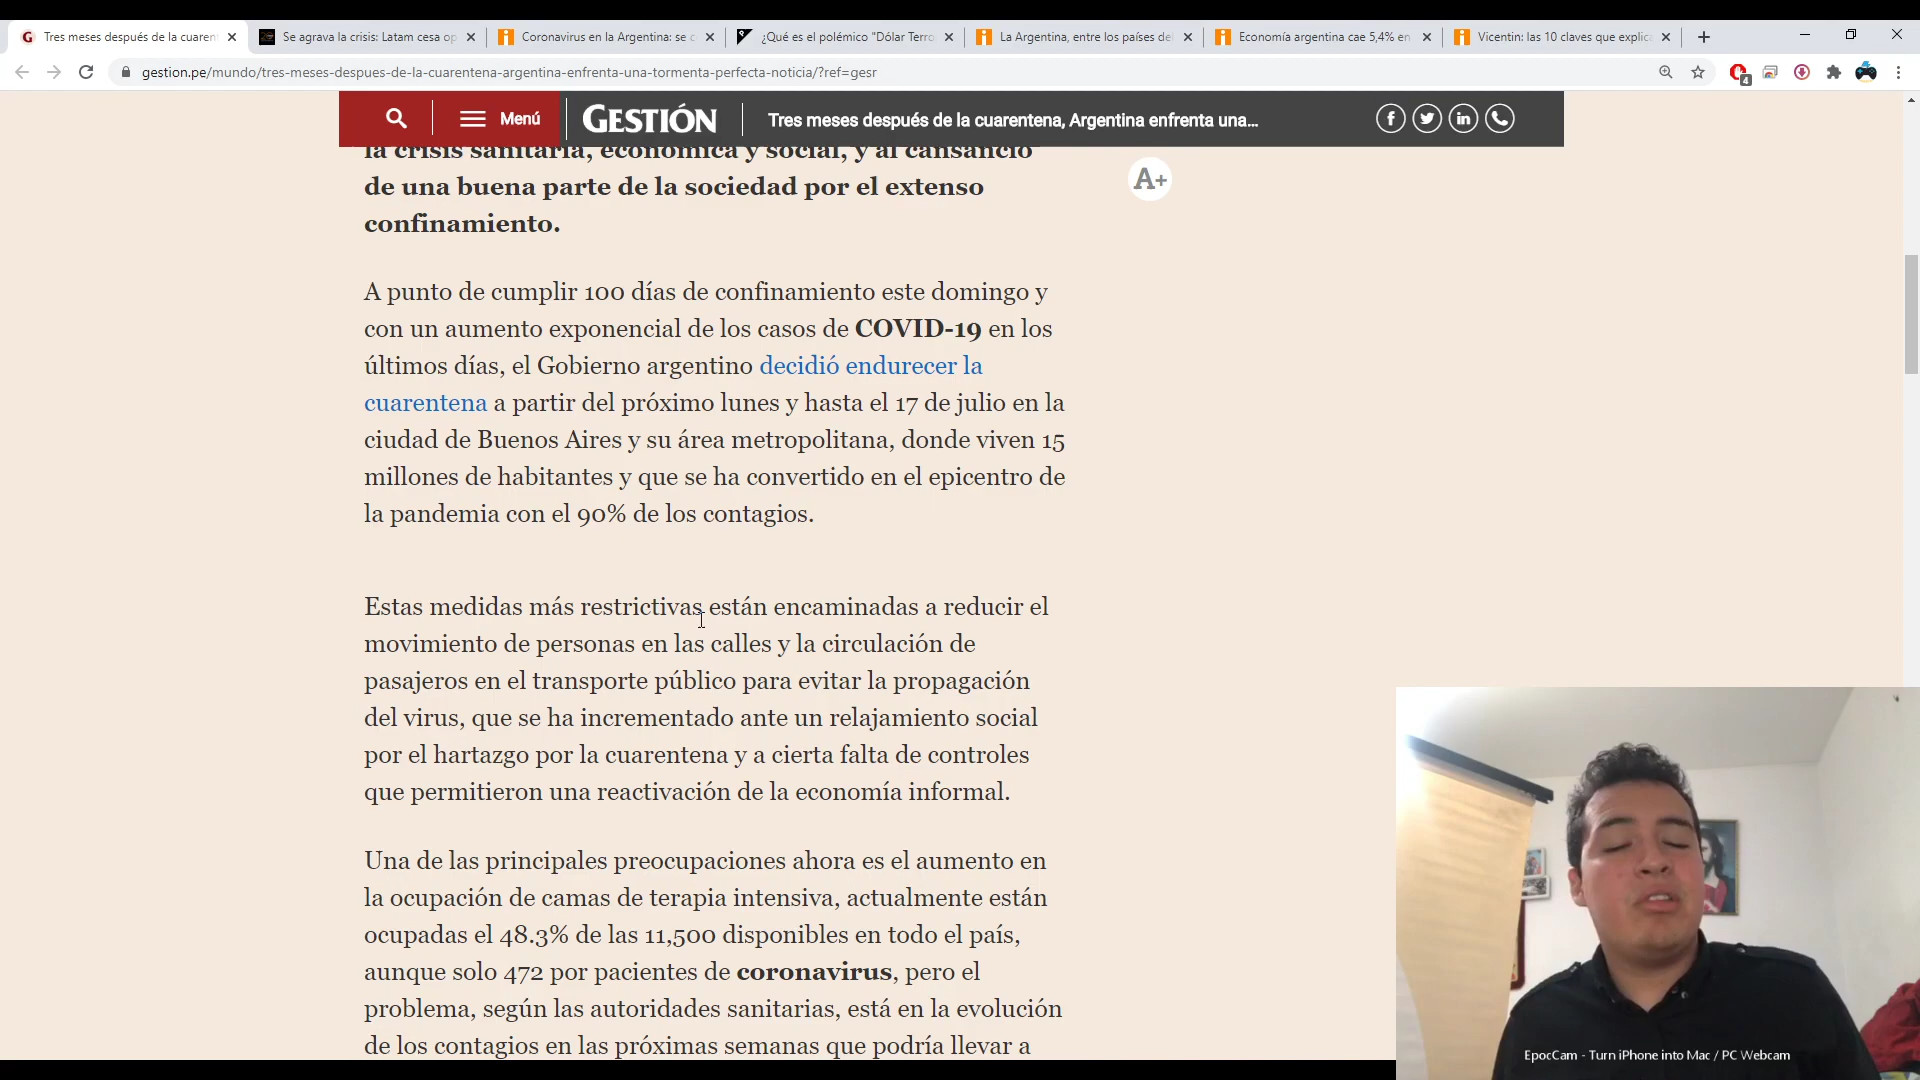 Tres meses después de la cuaren
Se agrava la crisis: Latam cesa op
Coronavirus en la Argentina: se c
¿Qué es el polémico "Dólar Terro
La Argentina, entre los países de
Economía argentina cae 5,4% en
Vicentin: las 10 claves que explica
gestion.pe/mundo/tres-meses-despues-de-la-cuarentena-argentina-enfrenta-una-tormenta-perfecta-noticia/?ref=gesr
4
Menú
GESTIÓN
Tres meses después de la cuarentena, Argentina enfrenta una...
la crisis sanitaria, económica y social, y al cansancio
de una buena parte de la sociedad por el extenso
confinamiento.
A+
A punto de cumplir 100 días de confinamiento este domingo y
con un aumento exponencial de los casos de COVID-19 en los
últimos días, el Gobierno argentino decidió endurecer la
cuarentena a partir del próximo lunes y hasta el 17 de julio en la
ciudad de Buenos Aires y su área metropolitana, donde viven 15
millones de habitantes y que se ha convertido en el epicentro de
la pandemia con el 90% de los contagios.
Estas medidas más restrictivas están encaminadas a reducir el
movimiento de personas en las calles y la circulación de
pasajeros en el transporte público para evitar la propagación
del virus, que se ha incrementado ante un relajamiento social
por el hartazgo por la cuarentena y a cierta falta de controles
que permitieron una reactivación de la economía informal.
Una de las principales preocupaciones ahora es el aumento en
la ocupación de camas de terapia intensiva, actualmente están
ocupadas el 48.3% de las 11,500 disponibles en todo el país,
aunque solo 472 por pacientes de coronavirus, pero el
problema, según las autoridades sanitarias, está en la evolución
de los contagios en las próximas semanas que podría llevar a
EpocCam - Turn iPhone into Mac / PC Webcam